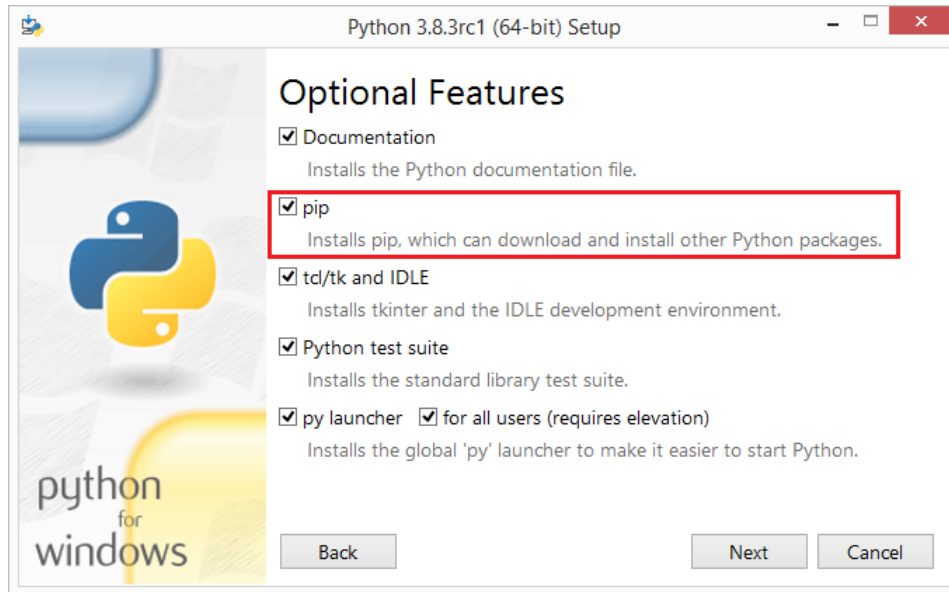 Python 3.8.3rc1 (64-bit) Setup
Optional Features
Documentation
Installs the Python documentation file.
pip
Installs pip, which can download and install other Python packages.
tcl/tk and IDLE
Installs tkinter and the IDLE development environment.
Python test suite
Installs the standard library test suite.
py launcher for all users (requires elevation)
Installs the global 'py' launcher to make it easier to start Python.
python
for
windows
Back Next Cancel